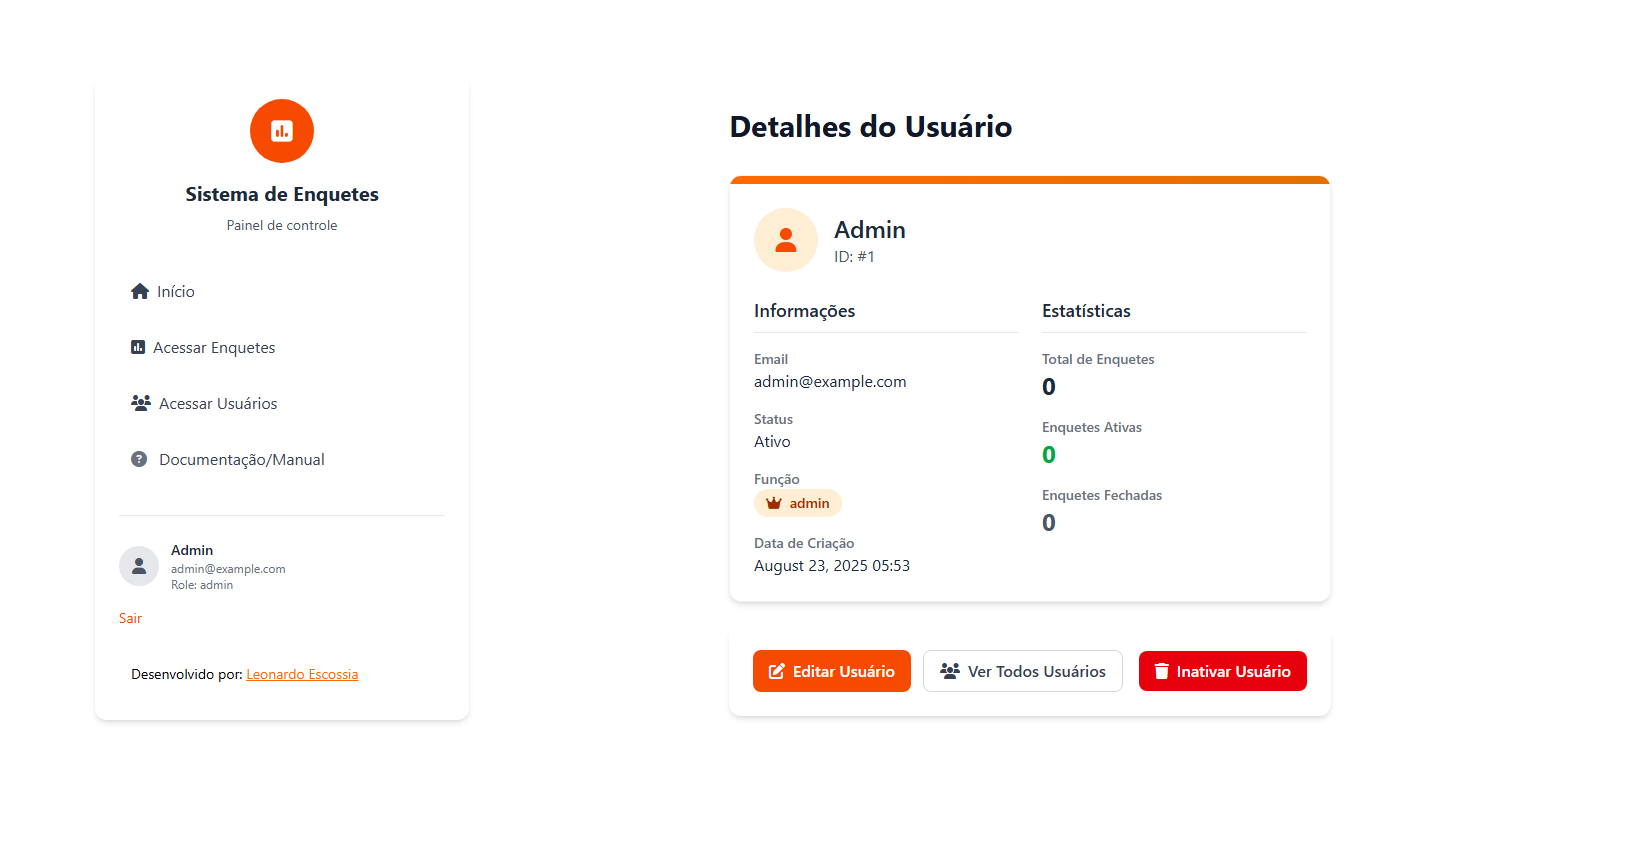 Sistema de Enquetes
Painel de controle
Início
Acessar Enquetes
Acessar Usuários
Documentação/Manual
Admin
admin@example.com
Role: admin
Sair
Desenvolvido por: Leonardo Escossia
Detalhes do Usuário
Admin
ID: #1
Informações
Email
admin@example.com
Status
Ativo
Função
admin
Data de Criação
August 23, 2025 05:53
Estatísticas
Total de Enquetes
0
Enquetes Ativas
0
Enquetes Fechadas
0
Editar Usuário
Ver Todos Usuários
Inativar Usuário